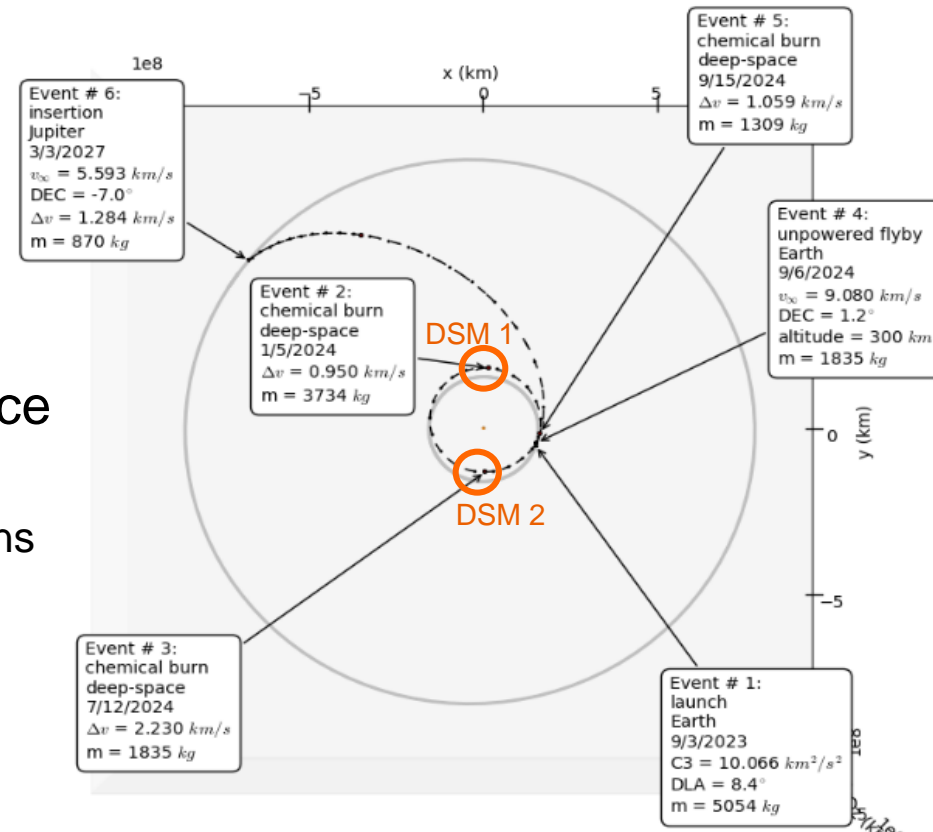 Event # 5:
chemical burn
deep-space
9/15/2024
Δv = 1.059 km/s
m = 1309 kg
1e8
x (km)
−5
0
5
Event # 6:
insertion
Jupiter
3/3/2027
v∞ = 5.593 km/s
DEC = -7.0°
Δv = 1.284 km/s
m = 870 kg
Event # 4:
unpowered flyby
Earth
9/6/2024
v∞ = 9.080 km/s
DEC = 1.2°
altitude = 300 km
m = 1835 kg
Event # 2:
chemical burn
deep-space
1/5/2024
Δv = 0.950 km/s
m = 3734 kg
DSM 1
ce
0
y (km)
DSM 2
ns
−5
Event # 3:
chemical burn
deep-space
7/12/2024
Δv = 2.230 km/s
m = 1835 kg
Event # 1:
launch
Earth
9/3/2023
C3 = 10.066 km²/s²
DLA = 8.4°
m = 5054 kg
1e8